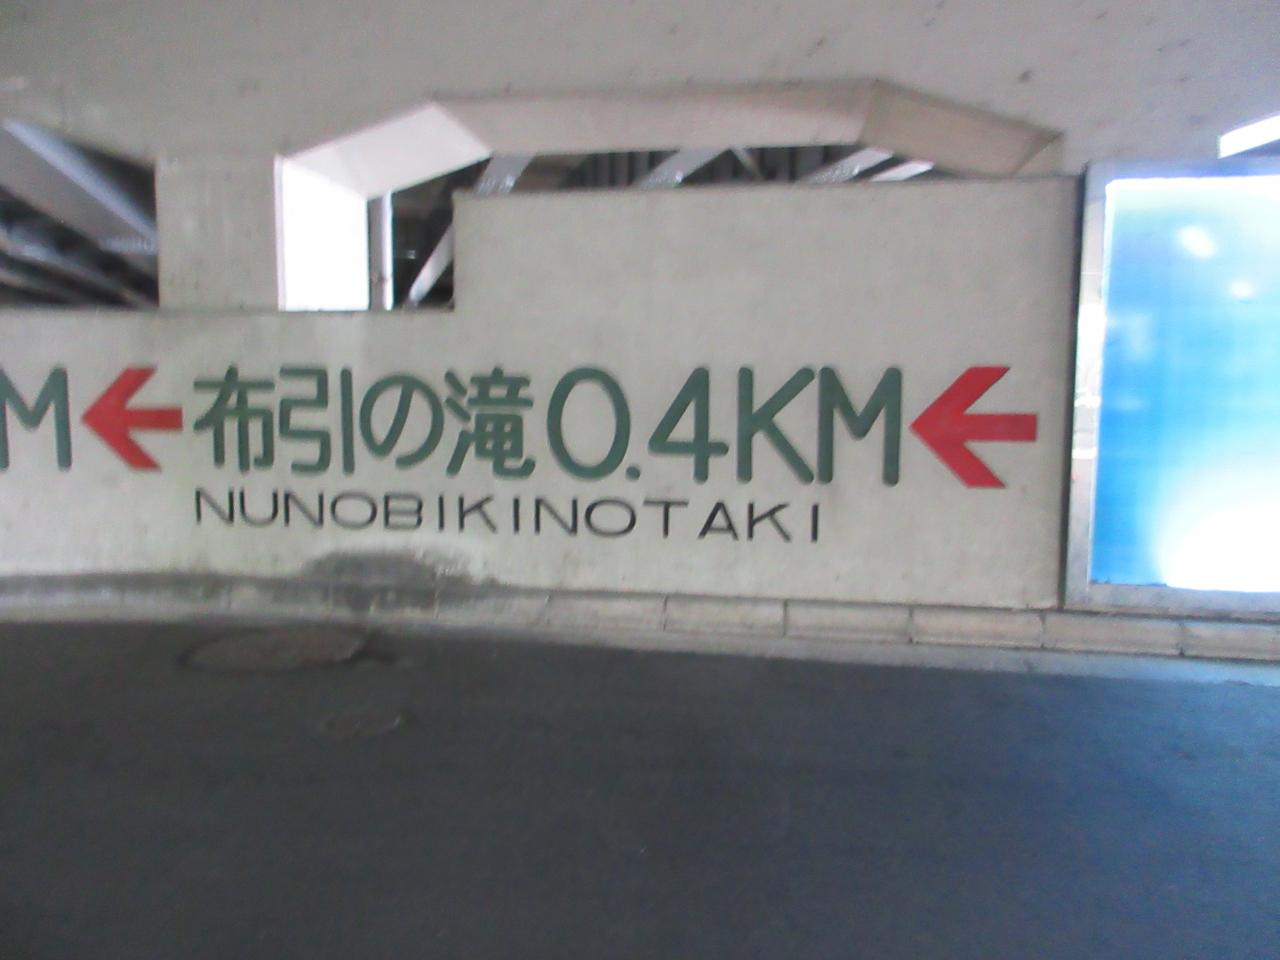 M ← 布引の滝 0.4KM ←
NUNOBIKINOTAKI